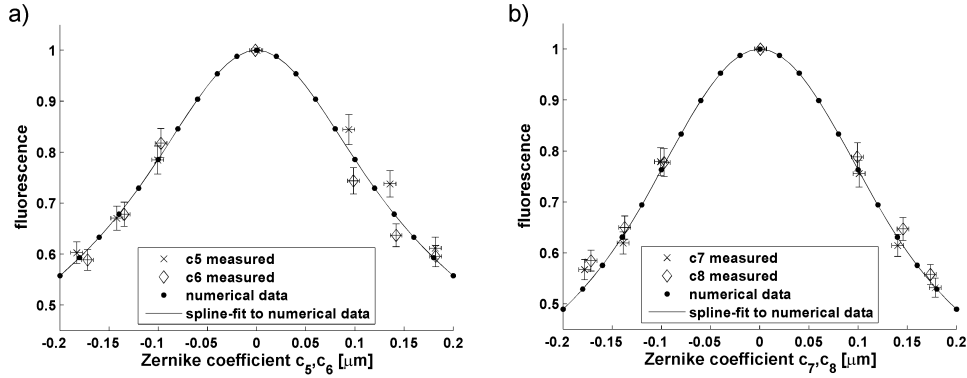 a)
fluorescence
1
0.9
0.8
0.7
0.6
0.5
-0.2 -0.15 -0.1 -0.05 0 0.05 0.1 0.15 0.2
Zernike coefficient c5,c6 [μm]
c5 measured
c6 measured
numerical data
spline-fit to numerical data
b)
fluorescence
1
0.9
0.8
0.7
0.6
0.5
-0.2 -0.15 -0.1 -0.05 0 0.05 0.1 0.15 0.2
Zernike coefficient c7,c8 [μm]
c7 measured
c8 measured
numerical data
spline-fit to numerical data